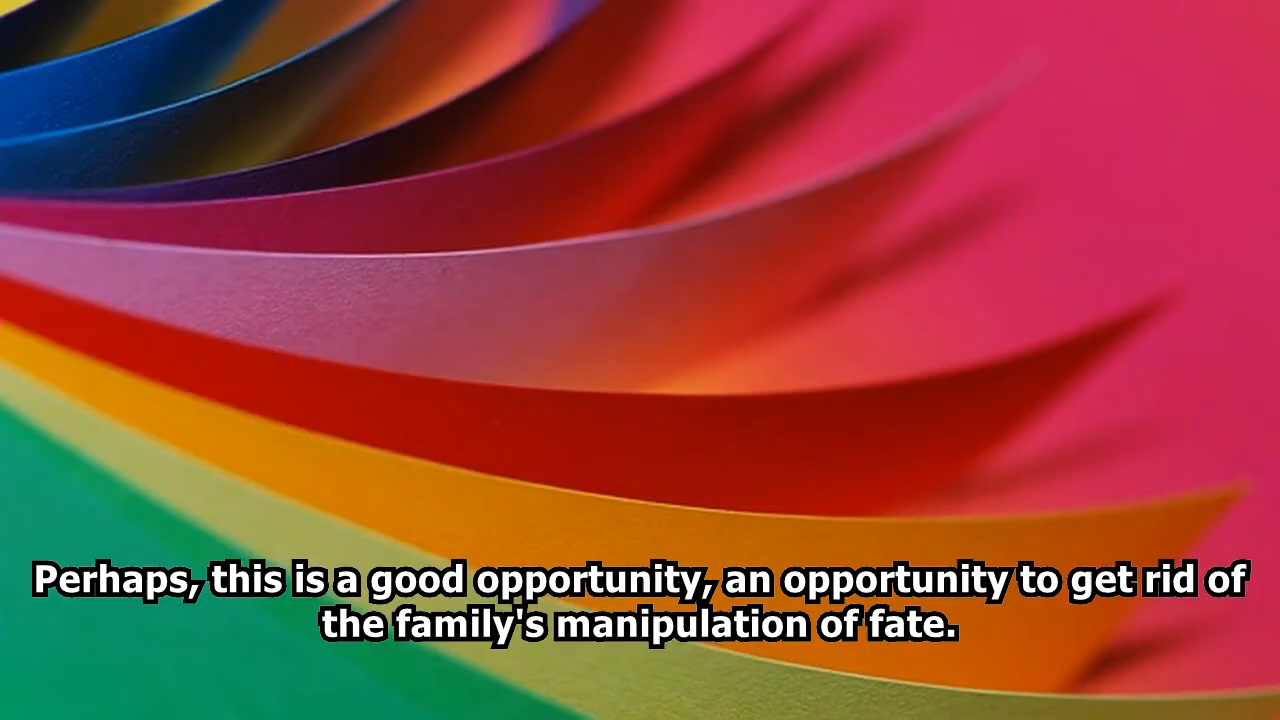 Perhaps, this is a good opportunity, an opportunity to get rid of
the family's manipulation of fate.